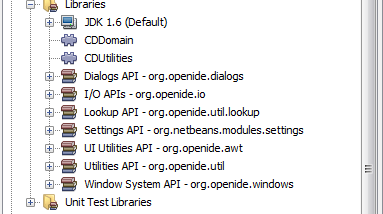 Libraries
JDK 1.6 (Default)
CDDomain
CDUtilities
Dialogs API - org.openide.dialogs
I/O APIs - org.openide.io
Lookup API - org.openide.util.lookup
Settings API - org.netbeans.modules.settings
UI Utilities API - org.openide.awt
Utilities API - org.openide.util
Window System API - org.openide.windows
Unit Test Libraries